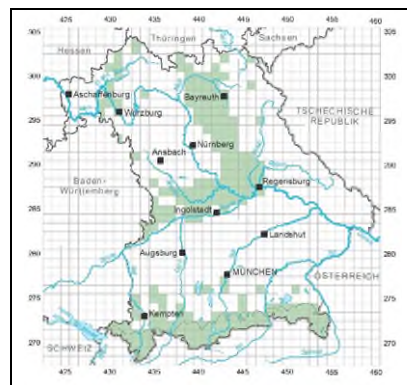 425 430 435 440 445 450 455 460
305 Hessen Thüringen Sachsen 305
300 300
Aschaffenburg Bayreuth
295 Würzburg TSCHECHISCHE
REPUBLIK 295
Nürnberg
290 Ansbach 290
Baden-
Württemberg
Regensburg
285 Ingolstadt 285
Landshut
280 Augsburg 280
MÜNCHEN ÖSTERREICH
275 275
Kempten
270 270
SCHWEIZ
425 430 435 440 445 450 455 460